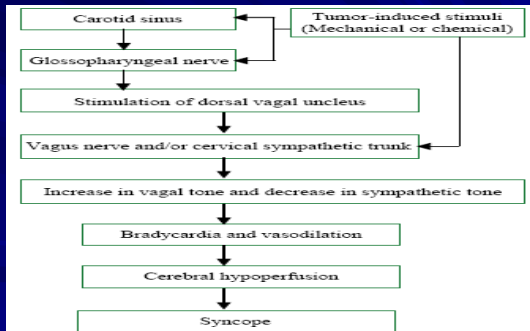 Carotid sinus
Tumor-induced stimuli
(Mechanical or chemical)
Glossopharyngeal nerve
Stimulation of dorsal vagal uncleus
Vagus nerve and/or cervical sympathetic trunk
Increase in vagal tone and decrease in sympathetic tone
Bradycardia and vasodilation
Cerebral hypoperfusion
Syncope